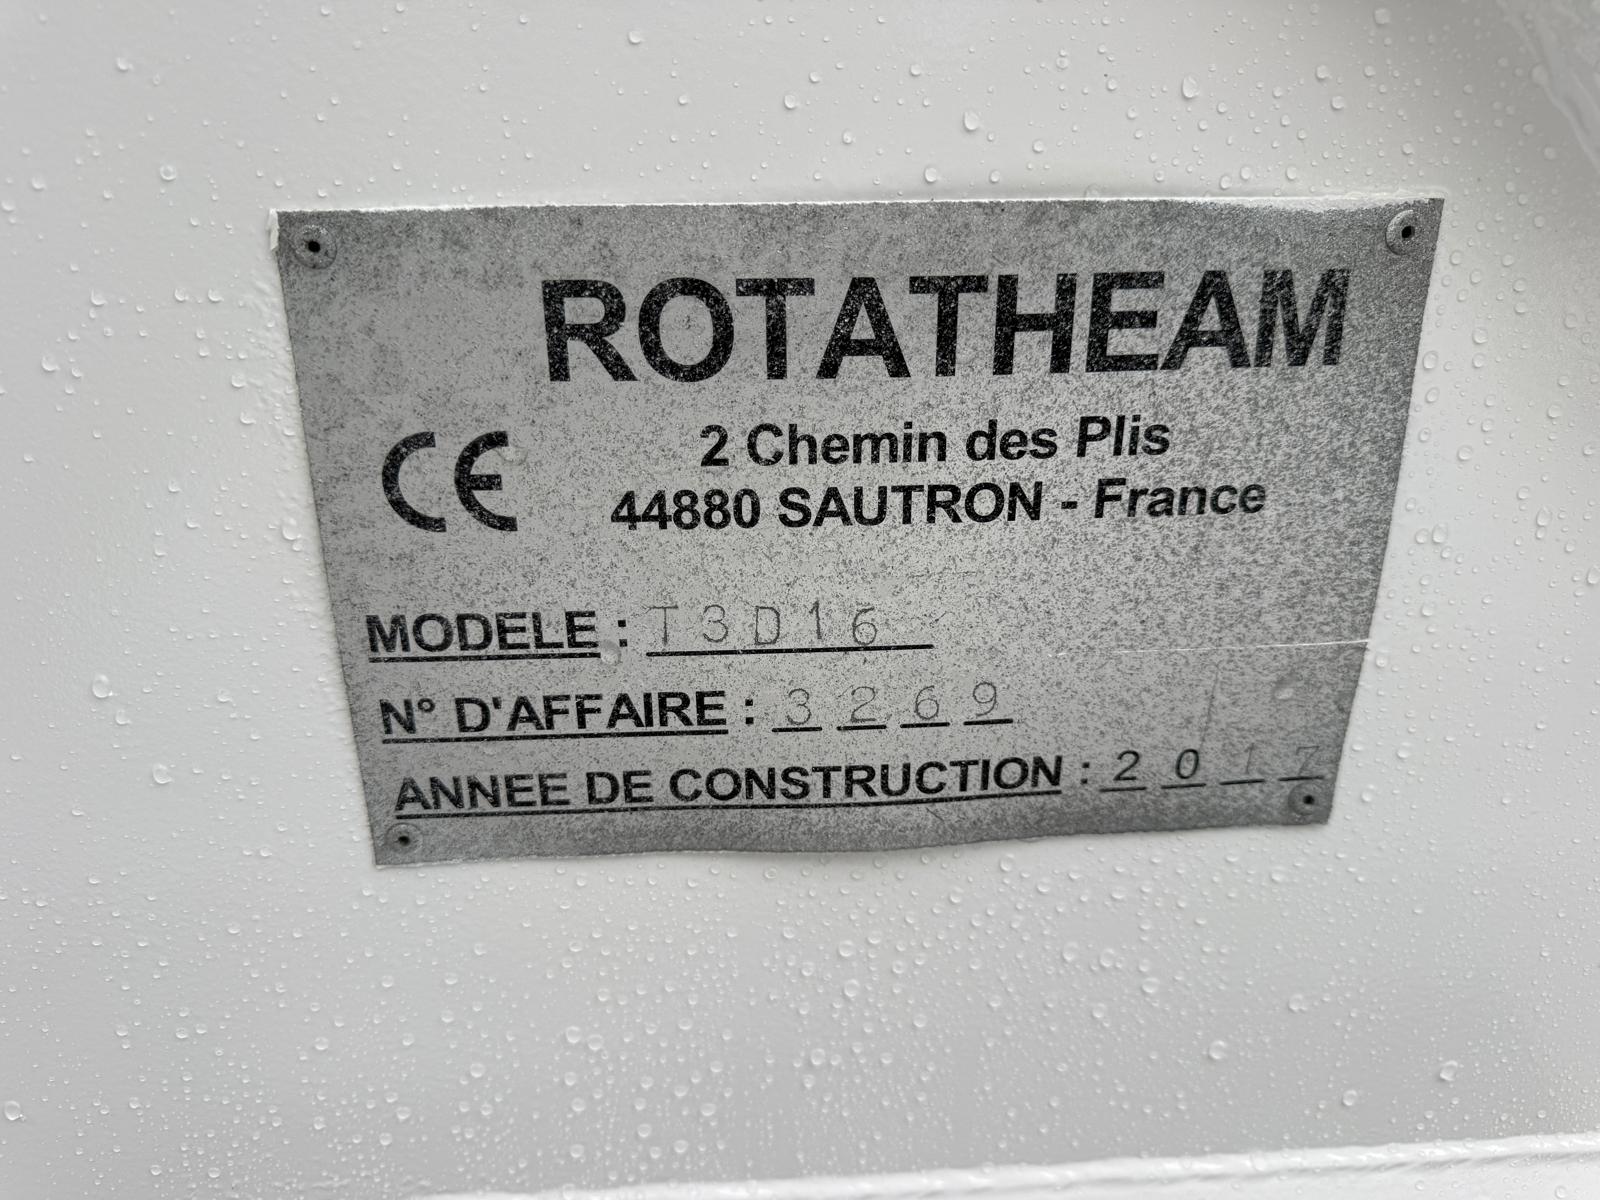 ROTATHEAM
CE
2 Chemin des Plis
44880 SAUTRON - France
MODELE : T3D16
N° D'AFFAIRE : 3269
ANNEE DE CONSTRUCTION : 2017